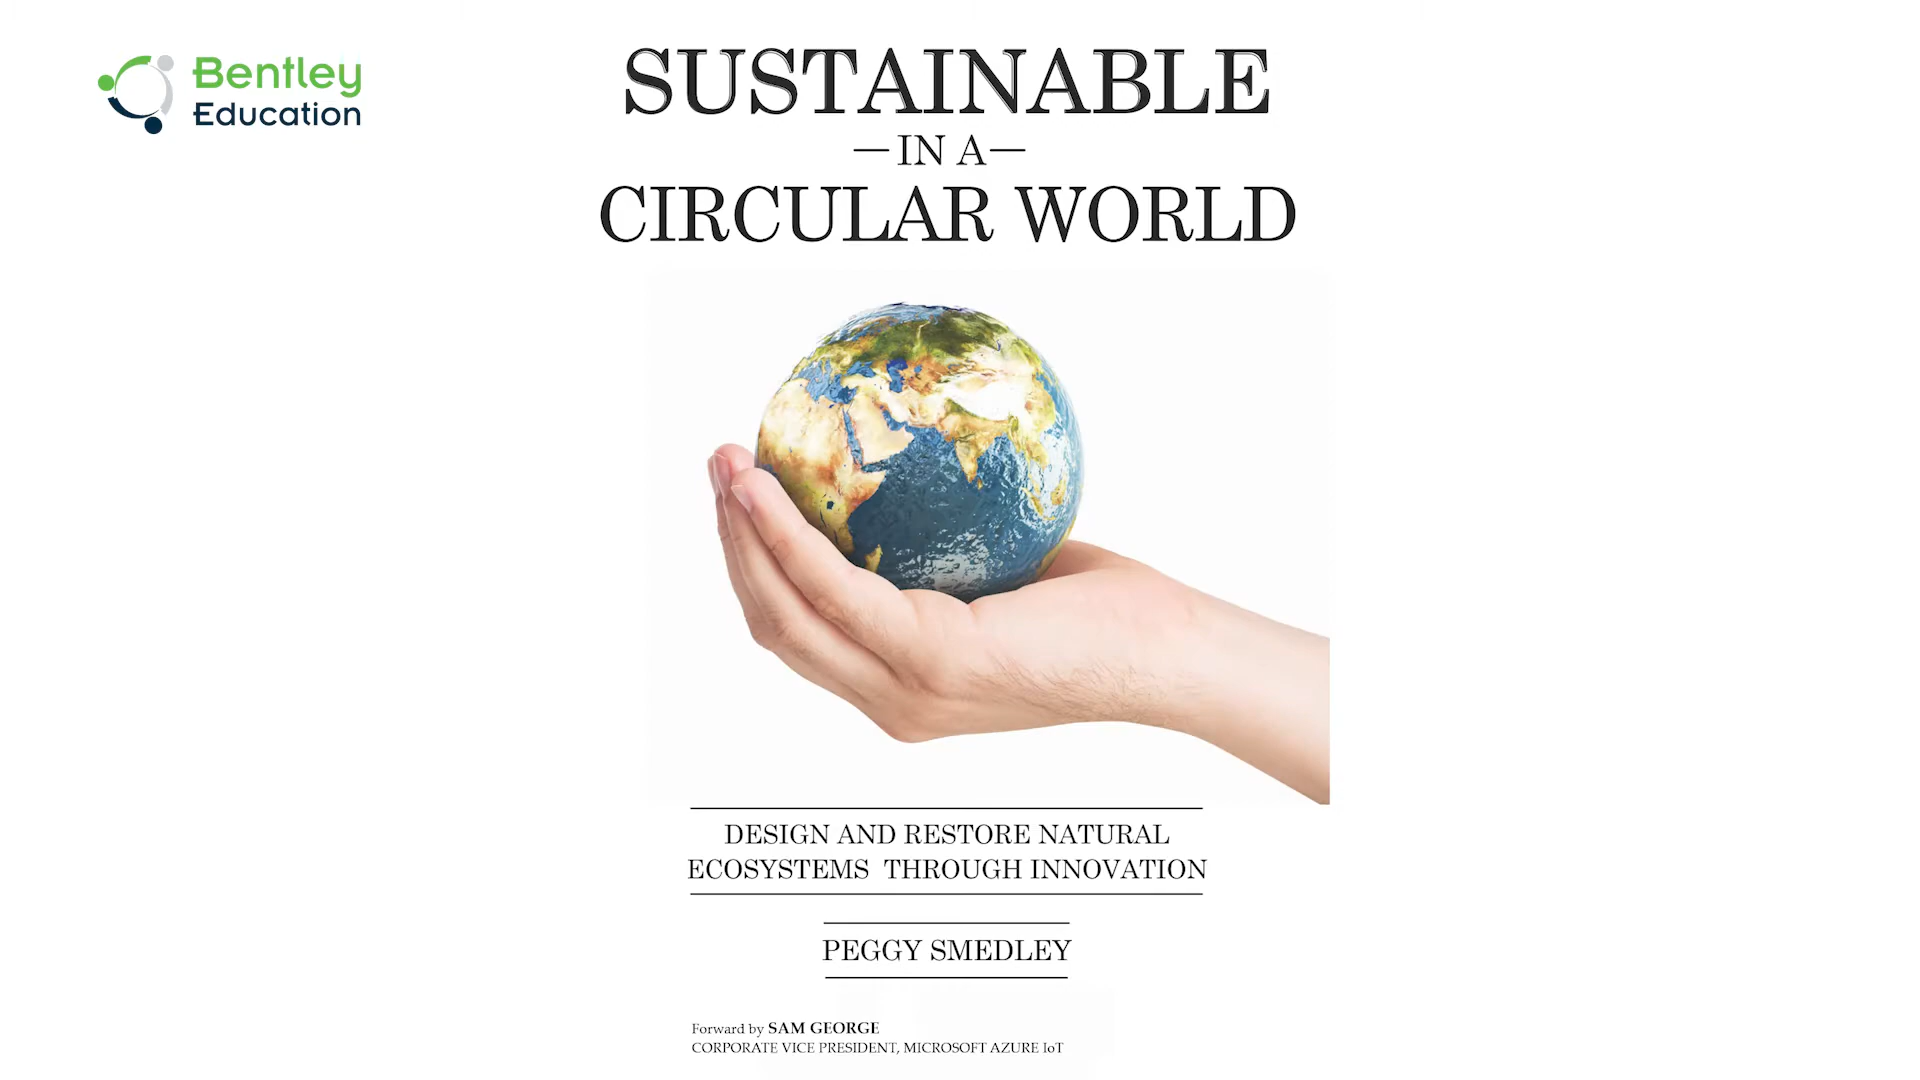 Bentley
Education
SUSTAINABLE
—IN A—
CIRCULAR WORLD
DESIGN AND RESTORE NATURAL
ECOSYSTEMS THROUGH INNOVATION
PEGGY SMEDLEY
Forward by SAM GEORGE
CORPORATE VICE PRESIDENT, MICROSOFT AZURE IoT